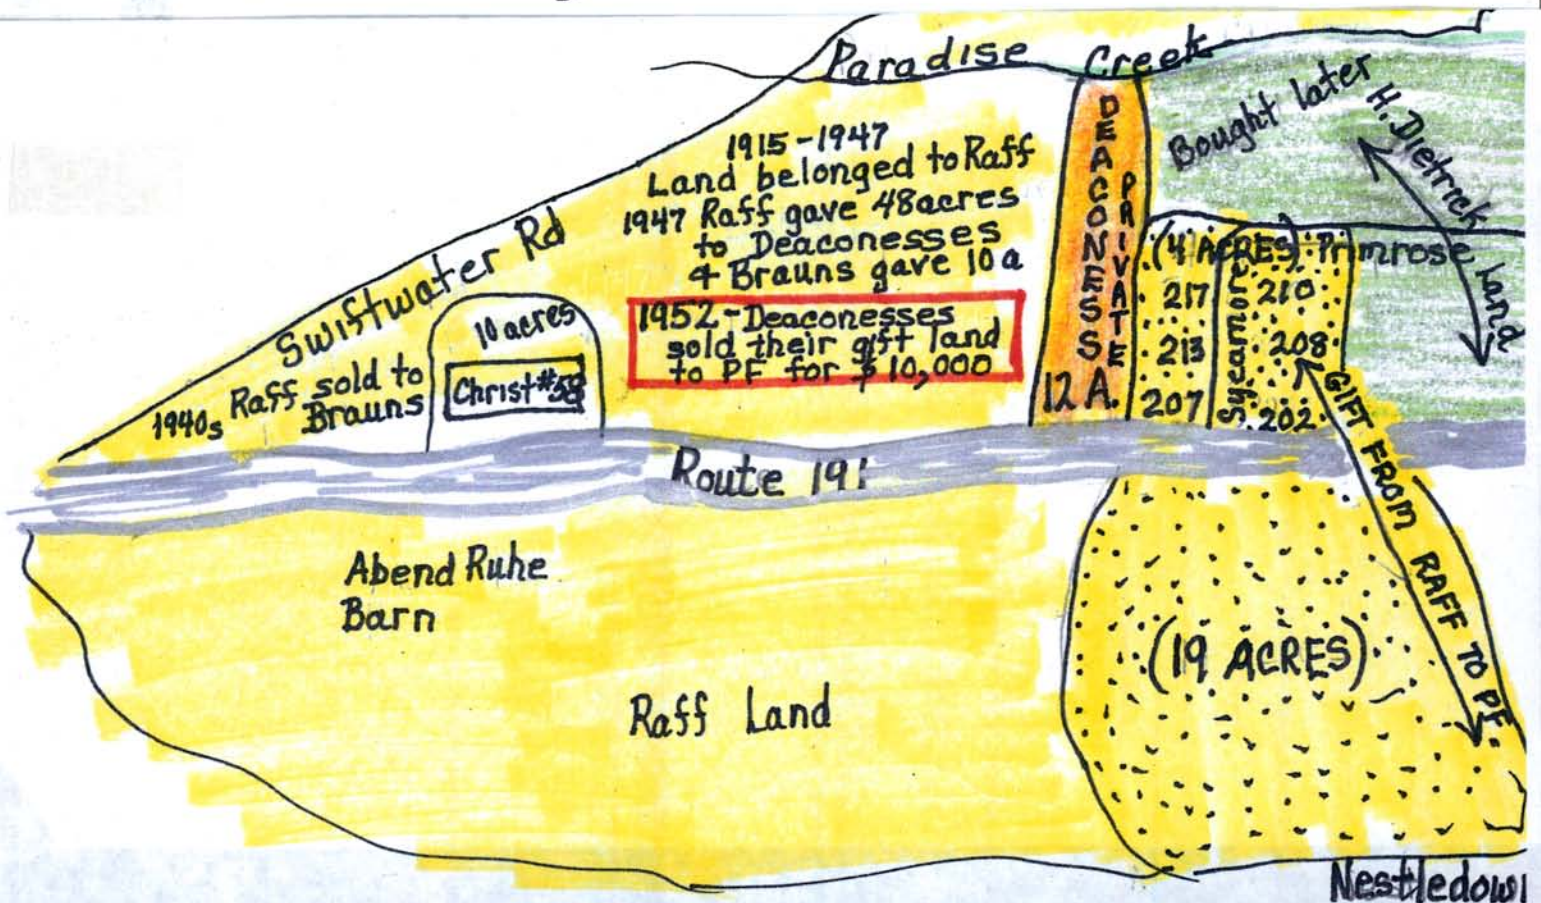 Paradise Creek
1915-1947
Land belonged to Raff
1947 Raff gave 48 acres
to Deaconesses
& Brauns gave 10 a
1952-Deaconesses
sold their gift land
to PF for $10,000
Swiftwater Rd
1940s Raff sold to
Brauns
10 acres
Christ #58
DEACONESS
PRIVATE
12 A.
Bought later
H. Dietrick
Land
(4 ACRES) Primrose
217
213
207
Sycamore
210
208
202
GIFT FROM RAFF TO PF.
Route 191
Abend Ruhe
Barn
Raff Land
(19 ACRES)